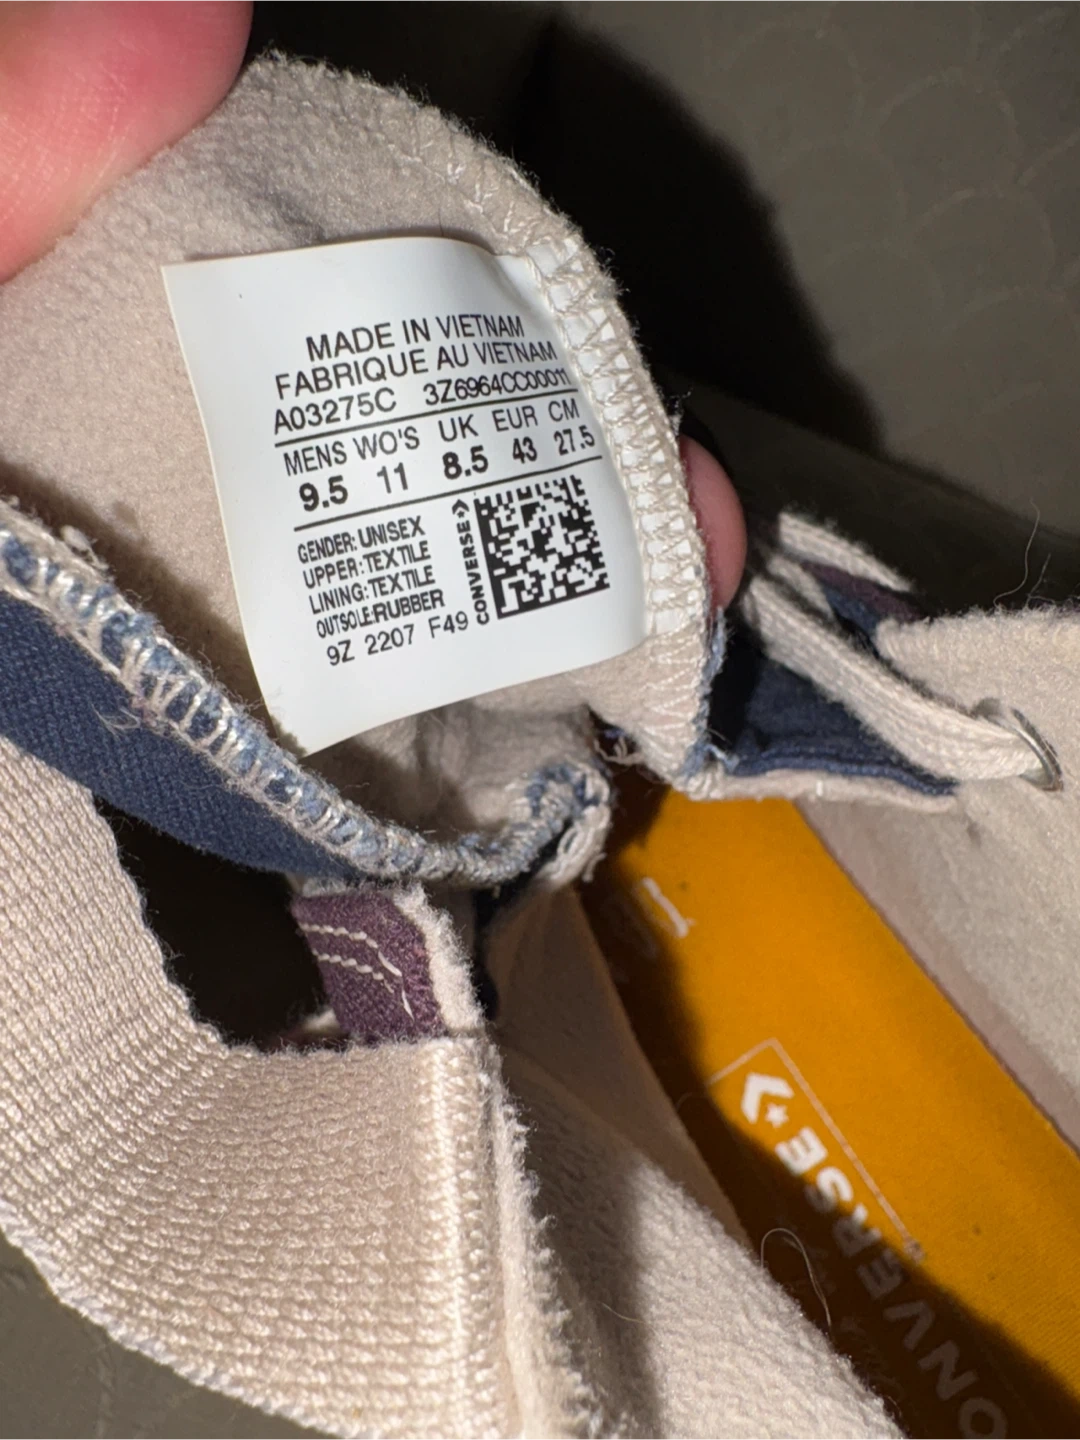 MADE IN VIETNAM
FABRIQUE AU VIETNAM
A03275C 3Z6964CC00011
MENS WO'S UK EUR CM
9.5 11 8.5 43 27.5
GENDER: UNISEX
UPPER: TEXTILE
LINING: TEXTILE
OUTSOLE:RUBBER
9Z 2207 F49
CONVERSE
CONVERSE